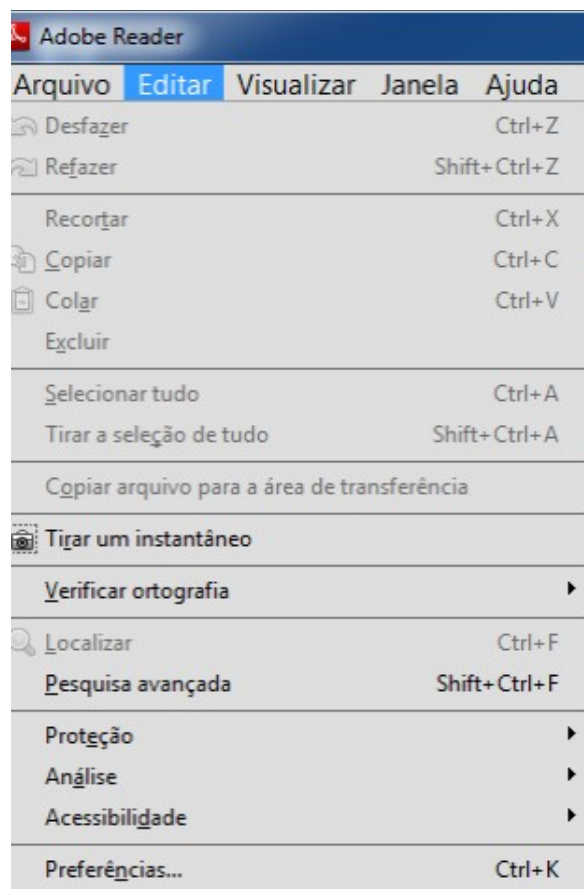 Adobe Reader
Arquivo Editar Visualizar Janela Ajuda
Desfazer Ctrl+Z
Refazer Shift+Ctrl+Z
Recortar Ctrl+X
Copiar Ctrl+C
Colar Ctrl+V
Excluir
Selecionar tudo Ctrl+A
Tirar a seleção de tudo Shift+Ctrl+A
Copiar arquivo para a área de transferência
Tirar um instantâneo
Verificar ortografia
Localizar Ctrl+F
Pesquisa avançada Shift+Ctrl+F
Proteção
Análise
Acessibilidade
Preferências... Ctrl+K